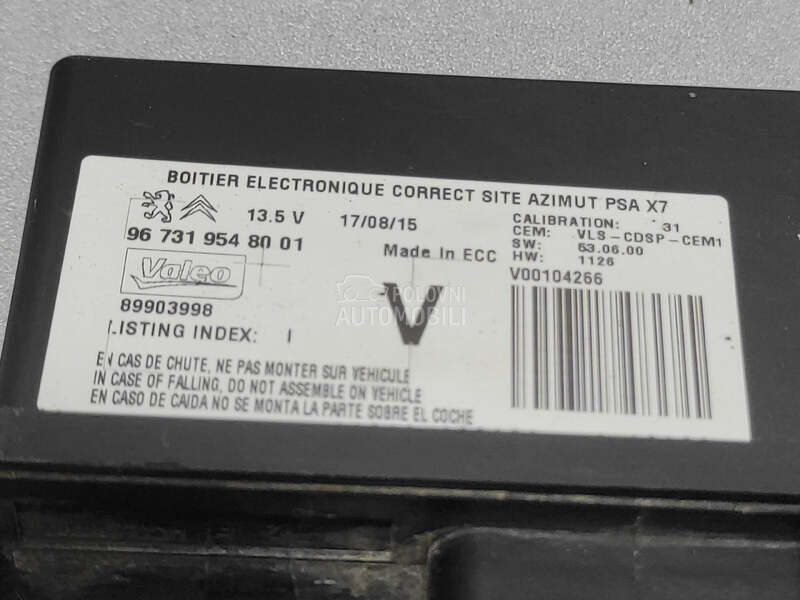 BOITIER ELECTRONIQUE CORRECT SITE AZIMUT PSA X7
13.5 V 17/08/15
CALIBRATION: 31
CEM: VLS-CDSP-CEM1
SW: 63.06.00
HW: 1126
V00104266
96 731 954 80 01
Made In ECC
Valeo
V
POLOVNI
AUTOMOBILI
89903998
LISTING INDEX: I
EN CAS DE CHUTE, NE PAS MONTER SUR VEHICULE
IN CASE OF FALLING, DO NOT ASSEMBLE ON VEHICLE
EN CASO DE CAIDA NO SE MONTA LA PARTE SOBRE EL COCHE